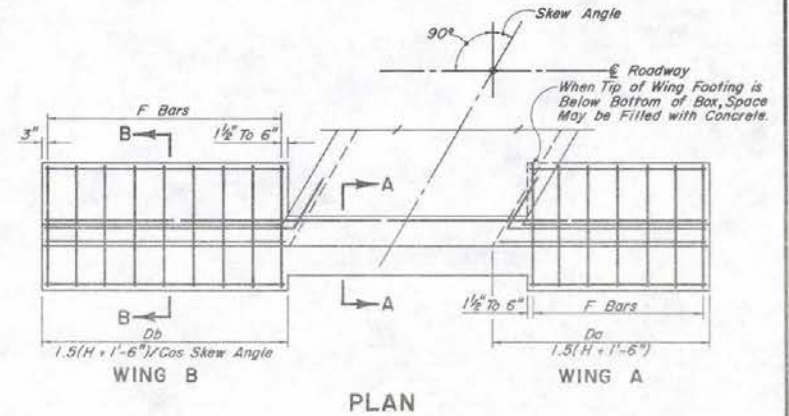 Skew Angle
90º
℄ Roadway
When Tip of Wing Footing is
Below Bottom of Box, Space
May be Filled with Concrete.
F Bars
3"
B
1½" To 6"
A
A
B
1½" To 6"
F Bars
Db
1.5(H + 1'-6")/Cos Skew Angle
Da
1.5(H + 1'-6")
WING B
WING A
PLAN